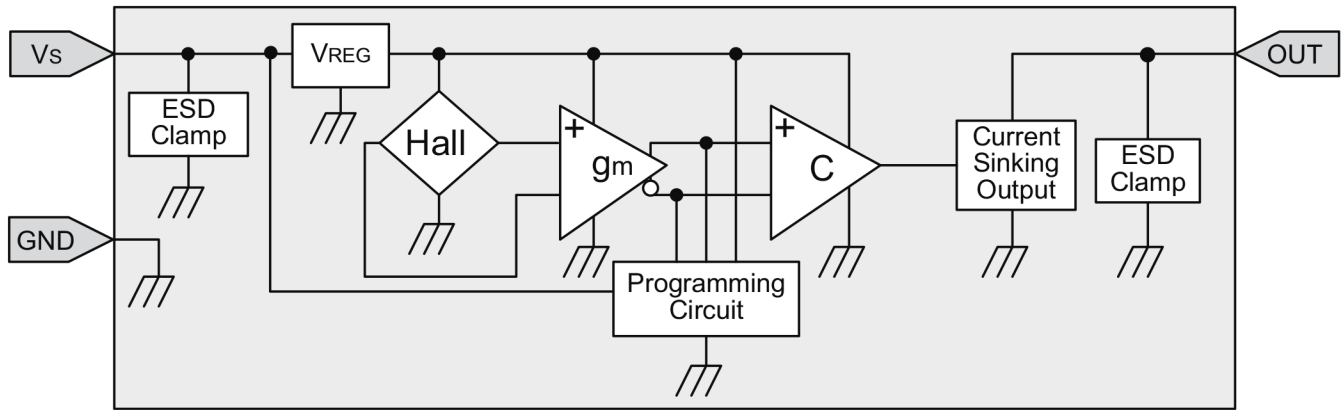 Vs
VREG
OUT
ESD
Clamp
Hall
+
gm
+
C
Current
Sinking
Output
ESD
Clamp
GND
Programming
Circuit